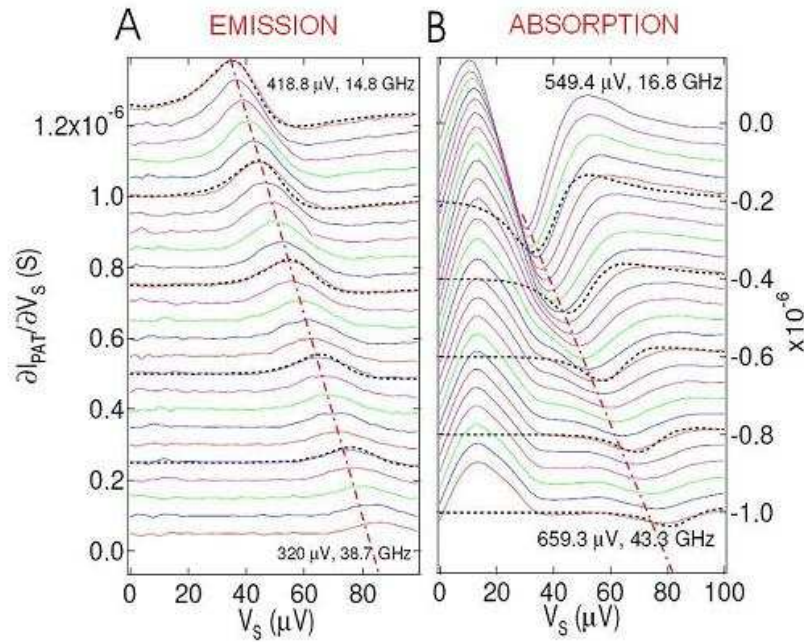 A EMISSION
B ABSORPTION
418.8 μV, 14.8 GHz
549.4 μV, 16.8 GHz
1.2x10⁻⁶
1.0
0.8
0.6
0.4
0.2
0.0
∂I_PAT/∂V_S (S)
0.0
-0.2
-0.4
-0.6
-0.8
-1.0
x 10⁻⁶
320 μV, 38.7 GHz
659.3 μV, 43.3 GHz
0 20 40 60 80
0 20 40 60 80 100
V_S (μV)
V_S (μV)